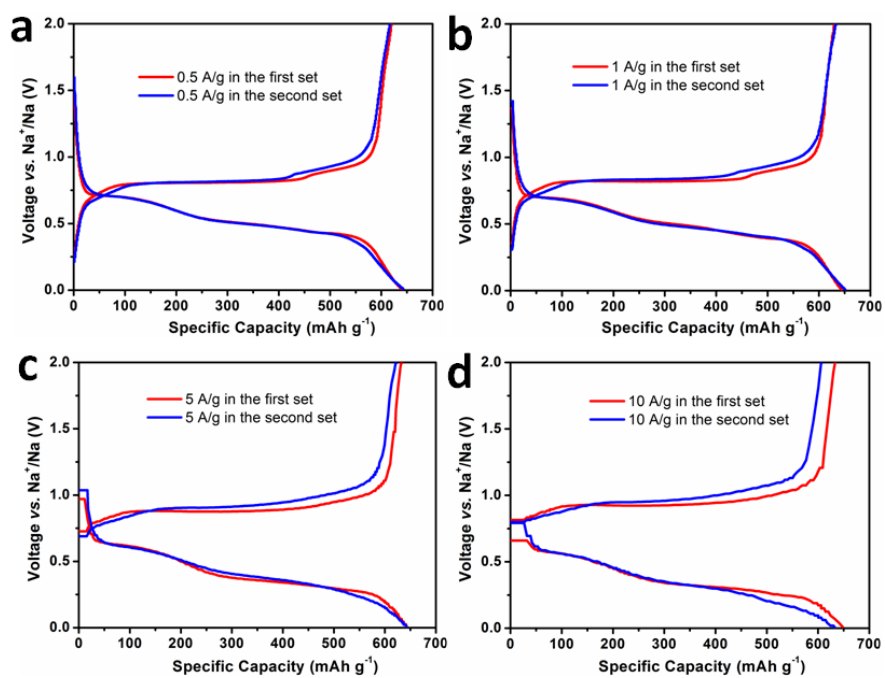 a
2.0
1.5
1.0
0.5
0.0
Voltage vs. Na⁺/Na (V)
0.5 A/g in the first set
0.5 A/g in the second set
0 100 200 300 400 500 600 700
Specific Capacity (mAh g⁻¹)
b
2.0
1.5
1.0
0.5
0.0
Voltage vs. Na⁺/Na (V)
1 A/g in the first set
1 A/g in the second set
0 100 200 300 400 500 600 700
Specific Capacity (mAh g⁻¹)
c
2.0
1.5
1.0
0.5
0.0
Voltage vs. Na⁺/Na (V)
5 A/g in the first set
5 A/g in the second set
0 100 200 300 400 500 600 700
Specific Capacity (mAh g⁻¹)
d
2.0
1.5
1.0
0.5
0.0
Voltage vs. Na⁺/Na (V)
10 A/g in the first set
10 A/g in the second set
0 100 200 300 400 500 600 700
Specific Capacity (mAh g⁻¹)